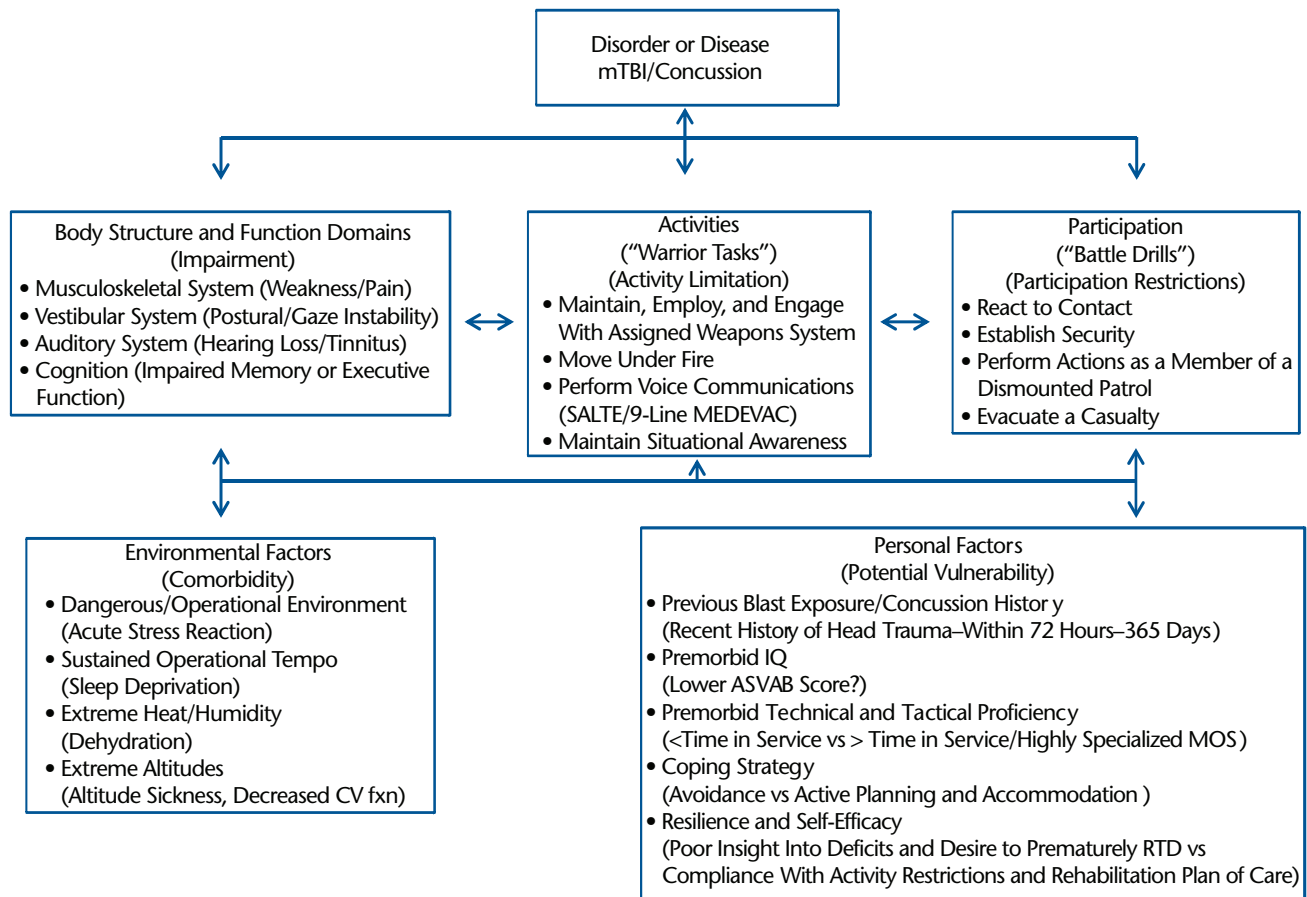 Disorder or Disease
mTBI/Concussion
Body Structure and Function Domains
(Impairment)
• Musculoskeletal System (Weakness/Pain)
• Vestibular System (Postural/Gaze Instability)
• Auditory System (Hearing Loss/Tinnitus)
• Cognition (Impaired Memory or Executive
Function)
Activities
(“Warrior Tasks”)
(Activity Limitation)
• Maintain, Employ, and Engage
With Assigned Weapons System
• Move Under Fire
• Perform Voice Communications
(SALTE/9-Line MEDEVAC)
• Maintain Situational Awareness
Participation
(“Battle Drills”)
(Participation Restrictions)
• React to Contact
• Establish Security
• Perform Actions as a Member of a
Dismounted Patrol
• Evacuate a Casualty
Environmental Factors
(Comorbidity)
• Dangerous/Operational Environment
(Acute Stress Reaction)
• Sustained Operational Tempo
(Sleep Deprivation)
• Extreme Heat/Humidity
(Dehydration)
• Extreme Altitudes
(Altitude Sickness, Decreased CV fxn)
Personal Factors
(Potential Vulnerability)
• Previous Blast Exposure/Concussion History
(Recent History of Head Trauma–Within 72 Hours–365 Days)
• Premorbid IQ
(Lower ASVAB Score?)
• Premorbid Technical and Tactical Proficiency
(<Time in Service vs > Time in Service/Highly Specialized MOS)
• Coping Strategy
(Avoidance vs Active Planning and Accommodation )
• Resilience and Self-Efficacy
(Poor Insight Into Deficits and Desire to Prematurely RTD vs
Compliance With Activity Restrictions and Rehabilitation Plan of Care)